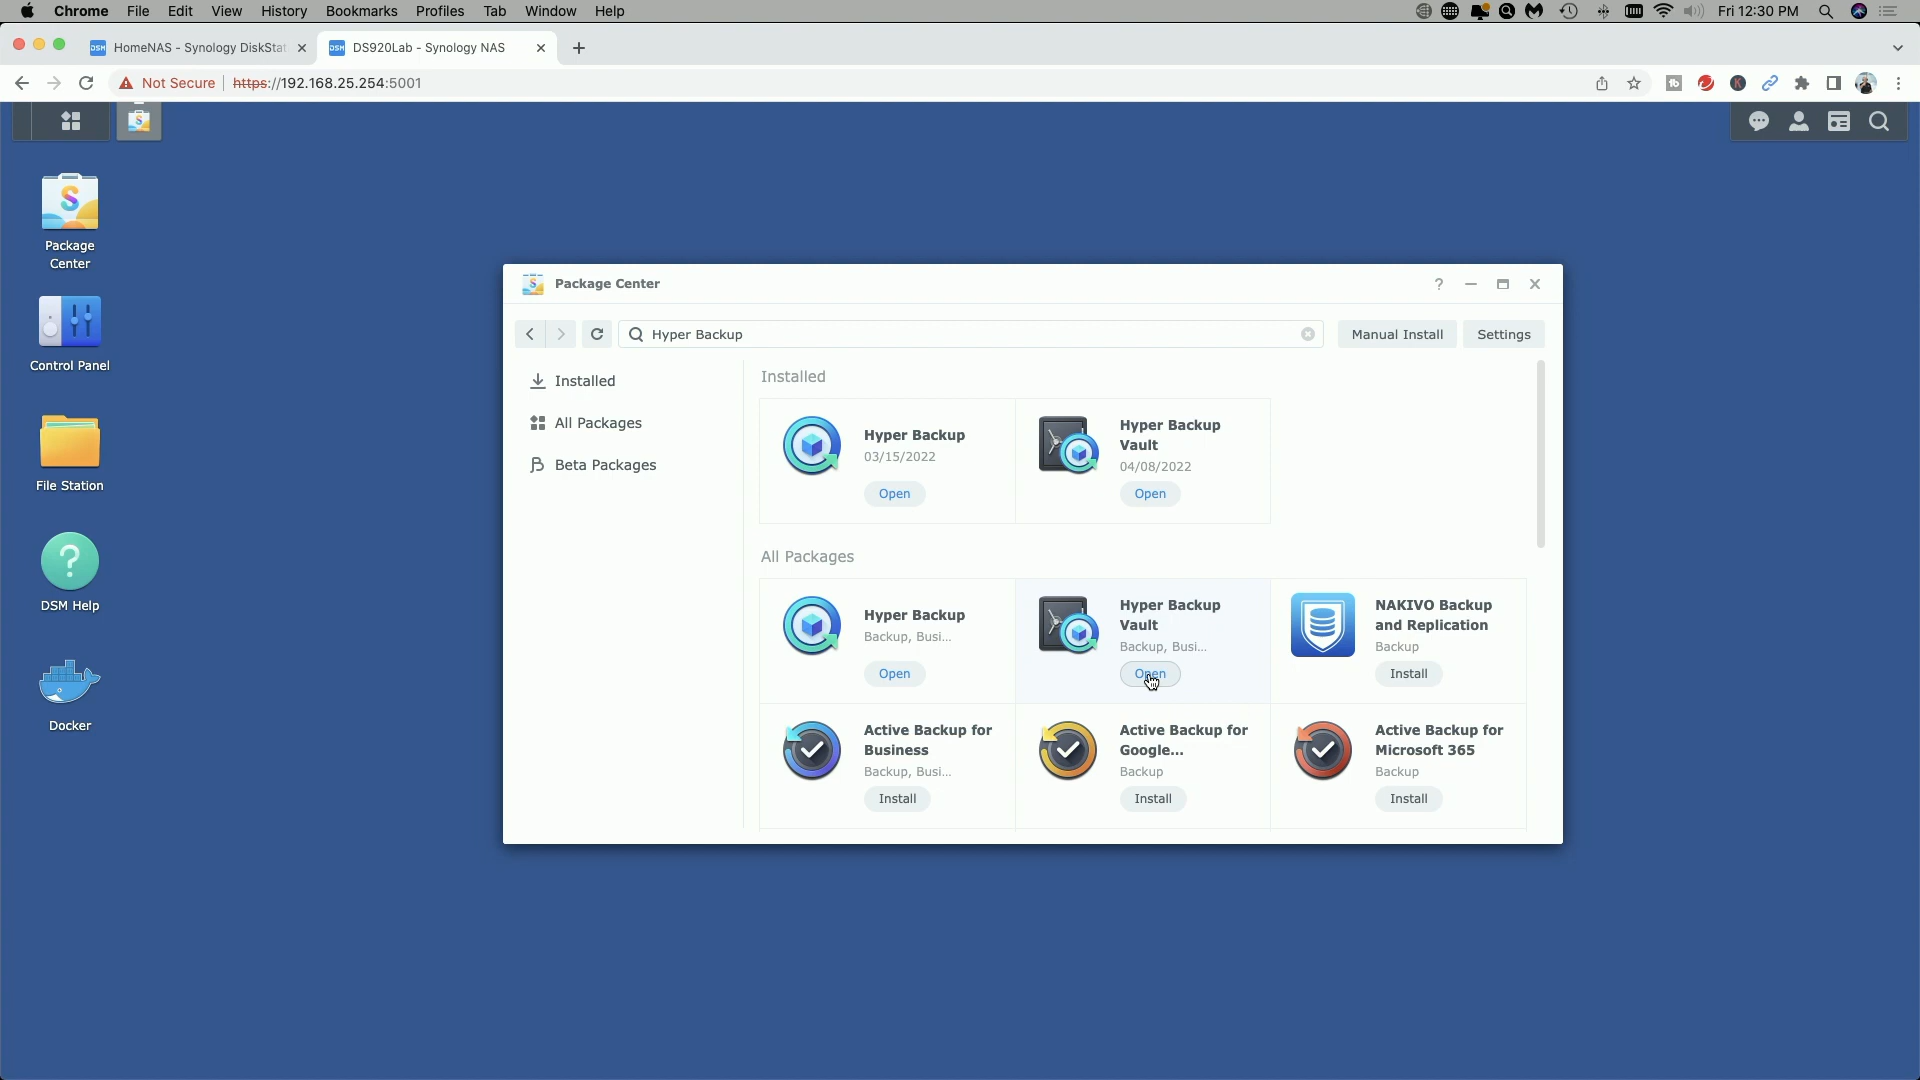 Chrome File Edit View History Bookmarks Profiles Tab Window Help Fri 12:30 PM
HomeNAS - Synology DiskStat DS920Lab - Synology NAS
Not Secure https://192.168.25.254:5001
Package
Center
Control Panel
File Station
DSM Help
Docker
Package Center
Hyper Backup Manual Install Settings
Installed
All Packages
Beta Packages
Installed
Hyper Backup
03/15/2022
Open
Hyper Backup
Vault
04/08/2022
Open
All Packages
Hyper Backup
Backup, Busi...
Open
Hyper Backup
Vault
Backup, Busi...
Open
NAKIVO Backup
and Replication
Backup
Install
Active Backup for
Business
Backup, Busi...
Install
Active Backup for
Google...
Backup
Install
Active Backup for
Microsoft 365
Backup
Install